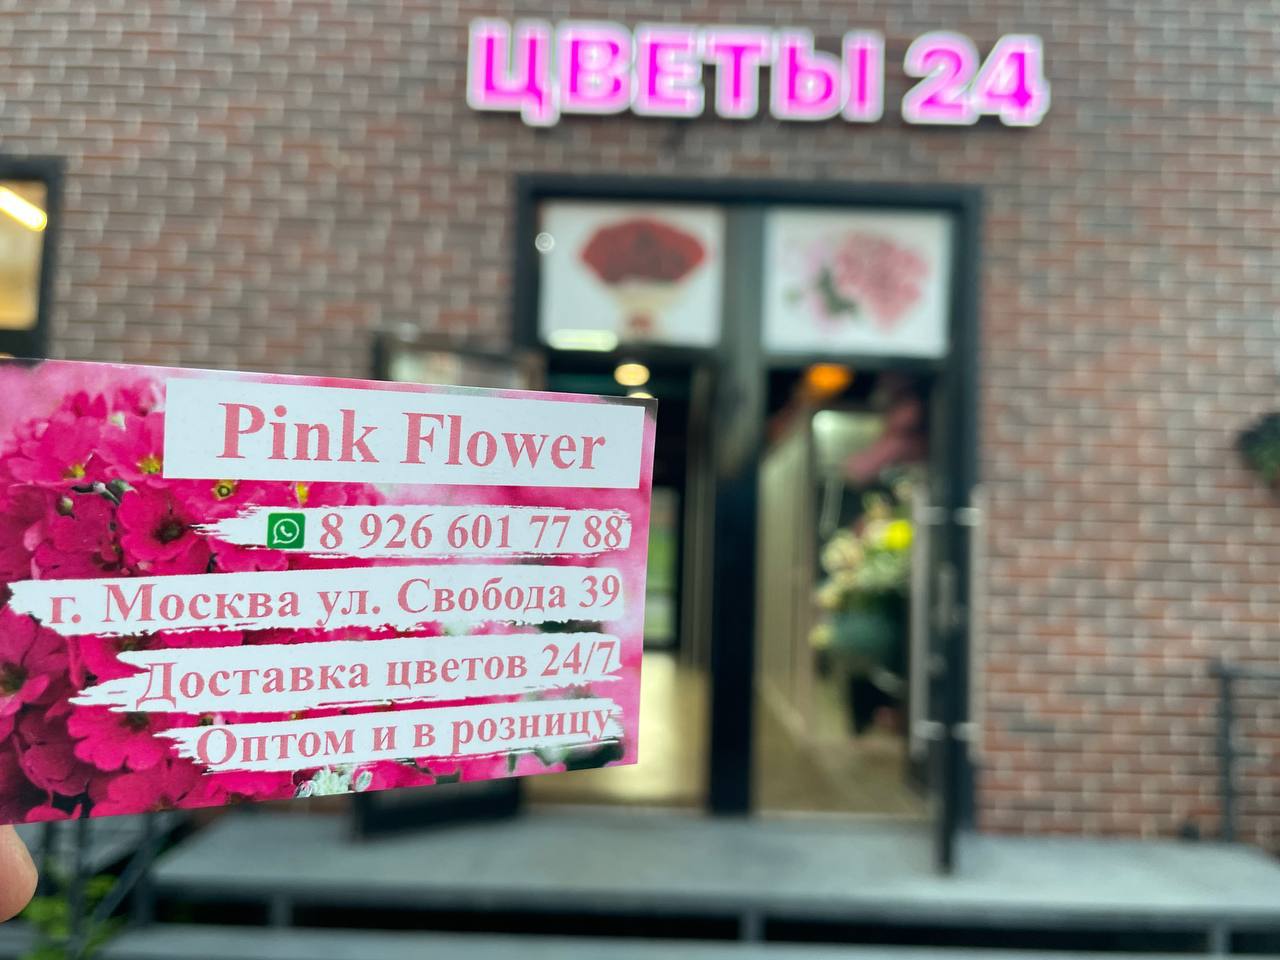 ЦВЕТЫ 24
Pink Flower
8 926 601 77 88
г. Москва ул. Свобода 39
Доставка цветов 24/7
Оптом и в розницу